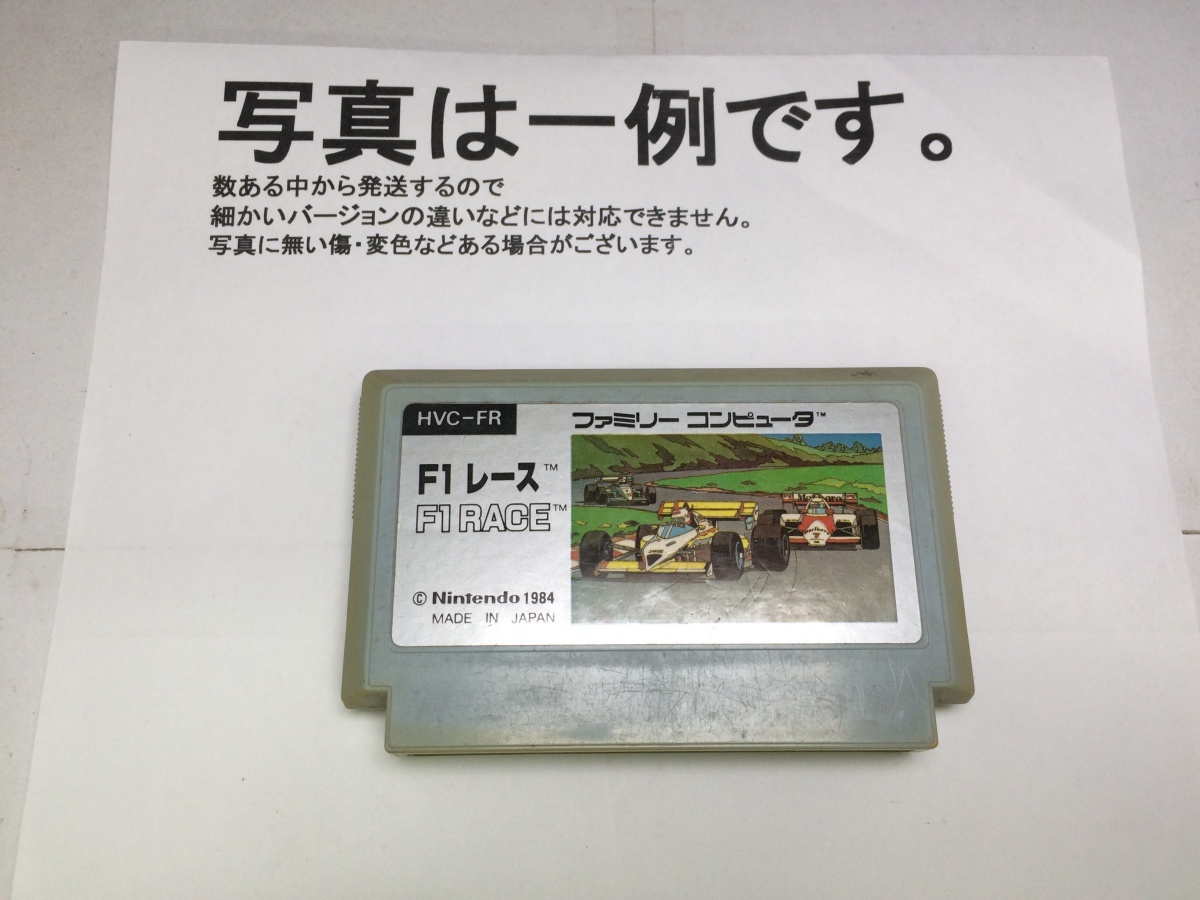 写真は一例です。
数ある中から発送するので
細かいバージョンの違いなどには対応できません。
写真に無い傷・変色などある場合がございます。
HVC-FR
ファミリー コンピュータ™
F1 レース™
F1 RACE™
© Nintendo 1984
MADE IN JAPAN